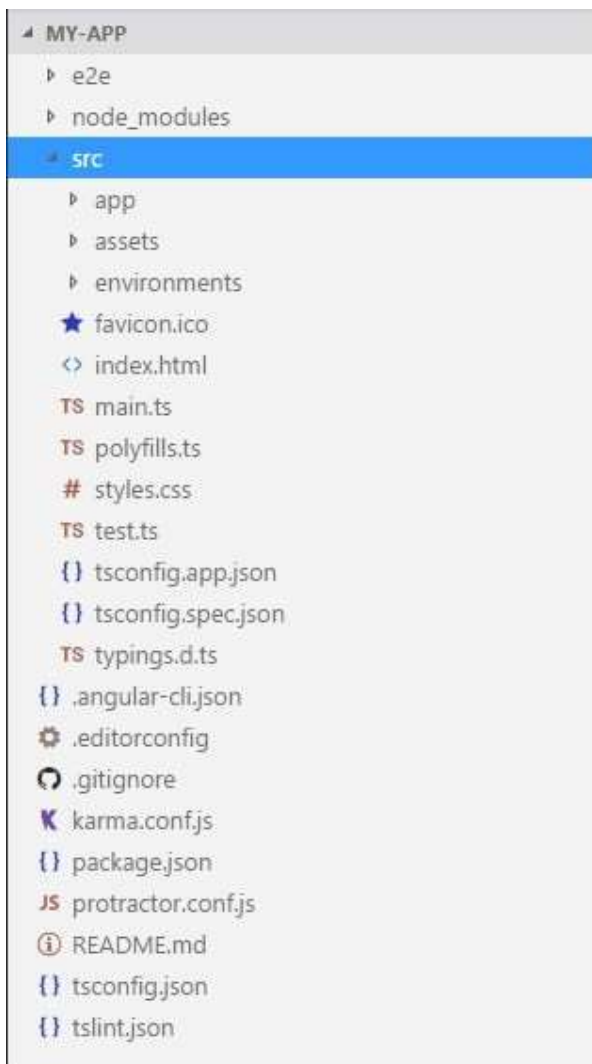 MY-APP
e2e
node_modules
src
app
assets
environments
favicon.ico
<> index.html
TS main.ts
TS polyfills.ts
# styles.css
TS test.ts
{} tsconfig.app.json
{} tsconfig.spec.json
TS typings.d.ts
{} .angular-cli.json
.editorconfig
.gitignore
K karma.conf.js
{} package.json
JS protractor.conf.js
README.md
{} tsconfig.json
{} tslint.json